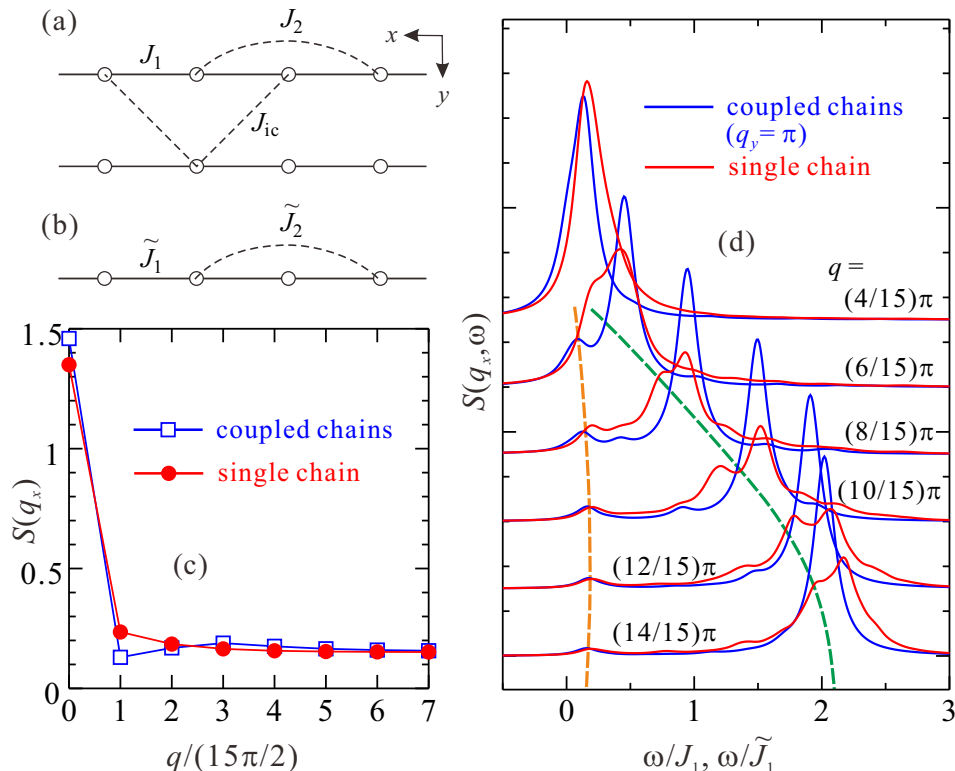 (a)
J₁
J₂
x
y
J_ic
(b)
J̃₁
J̃₂
1.5
1
0.5
0
S(qₓ)
coupled chains
single chain
(c)
0 1 2 3 4 5 6 7
q/(15π/2)
coupled chains
(q_y = π)
single chain
(d)
q =
(4/15)π
(6/15)π
(8/15)π
(10/15)π
(12/15)π
(14/15)π
S(qₓ,ω)
0 1 2 3
ω/J₁, ω/J̃₁